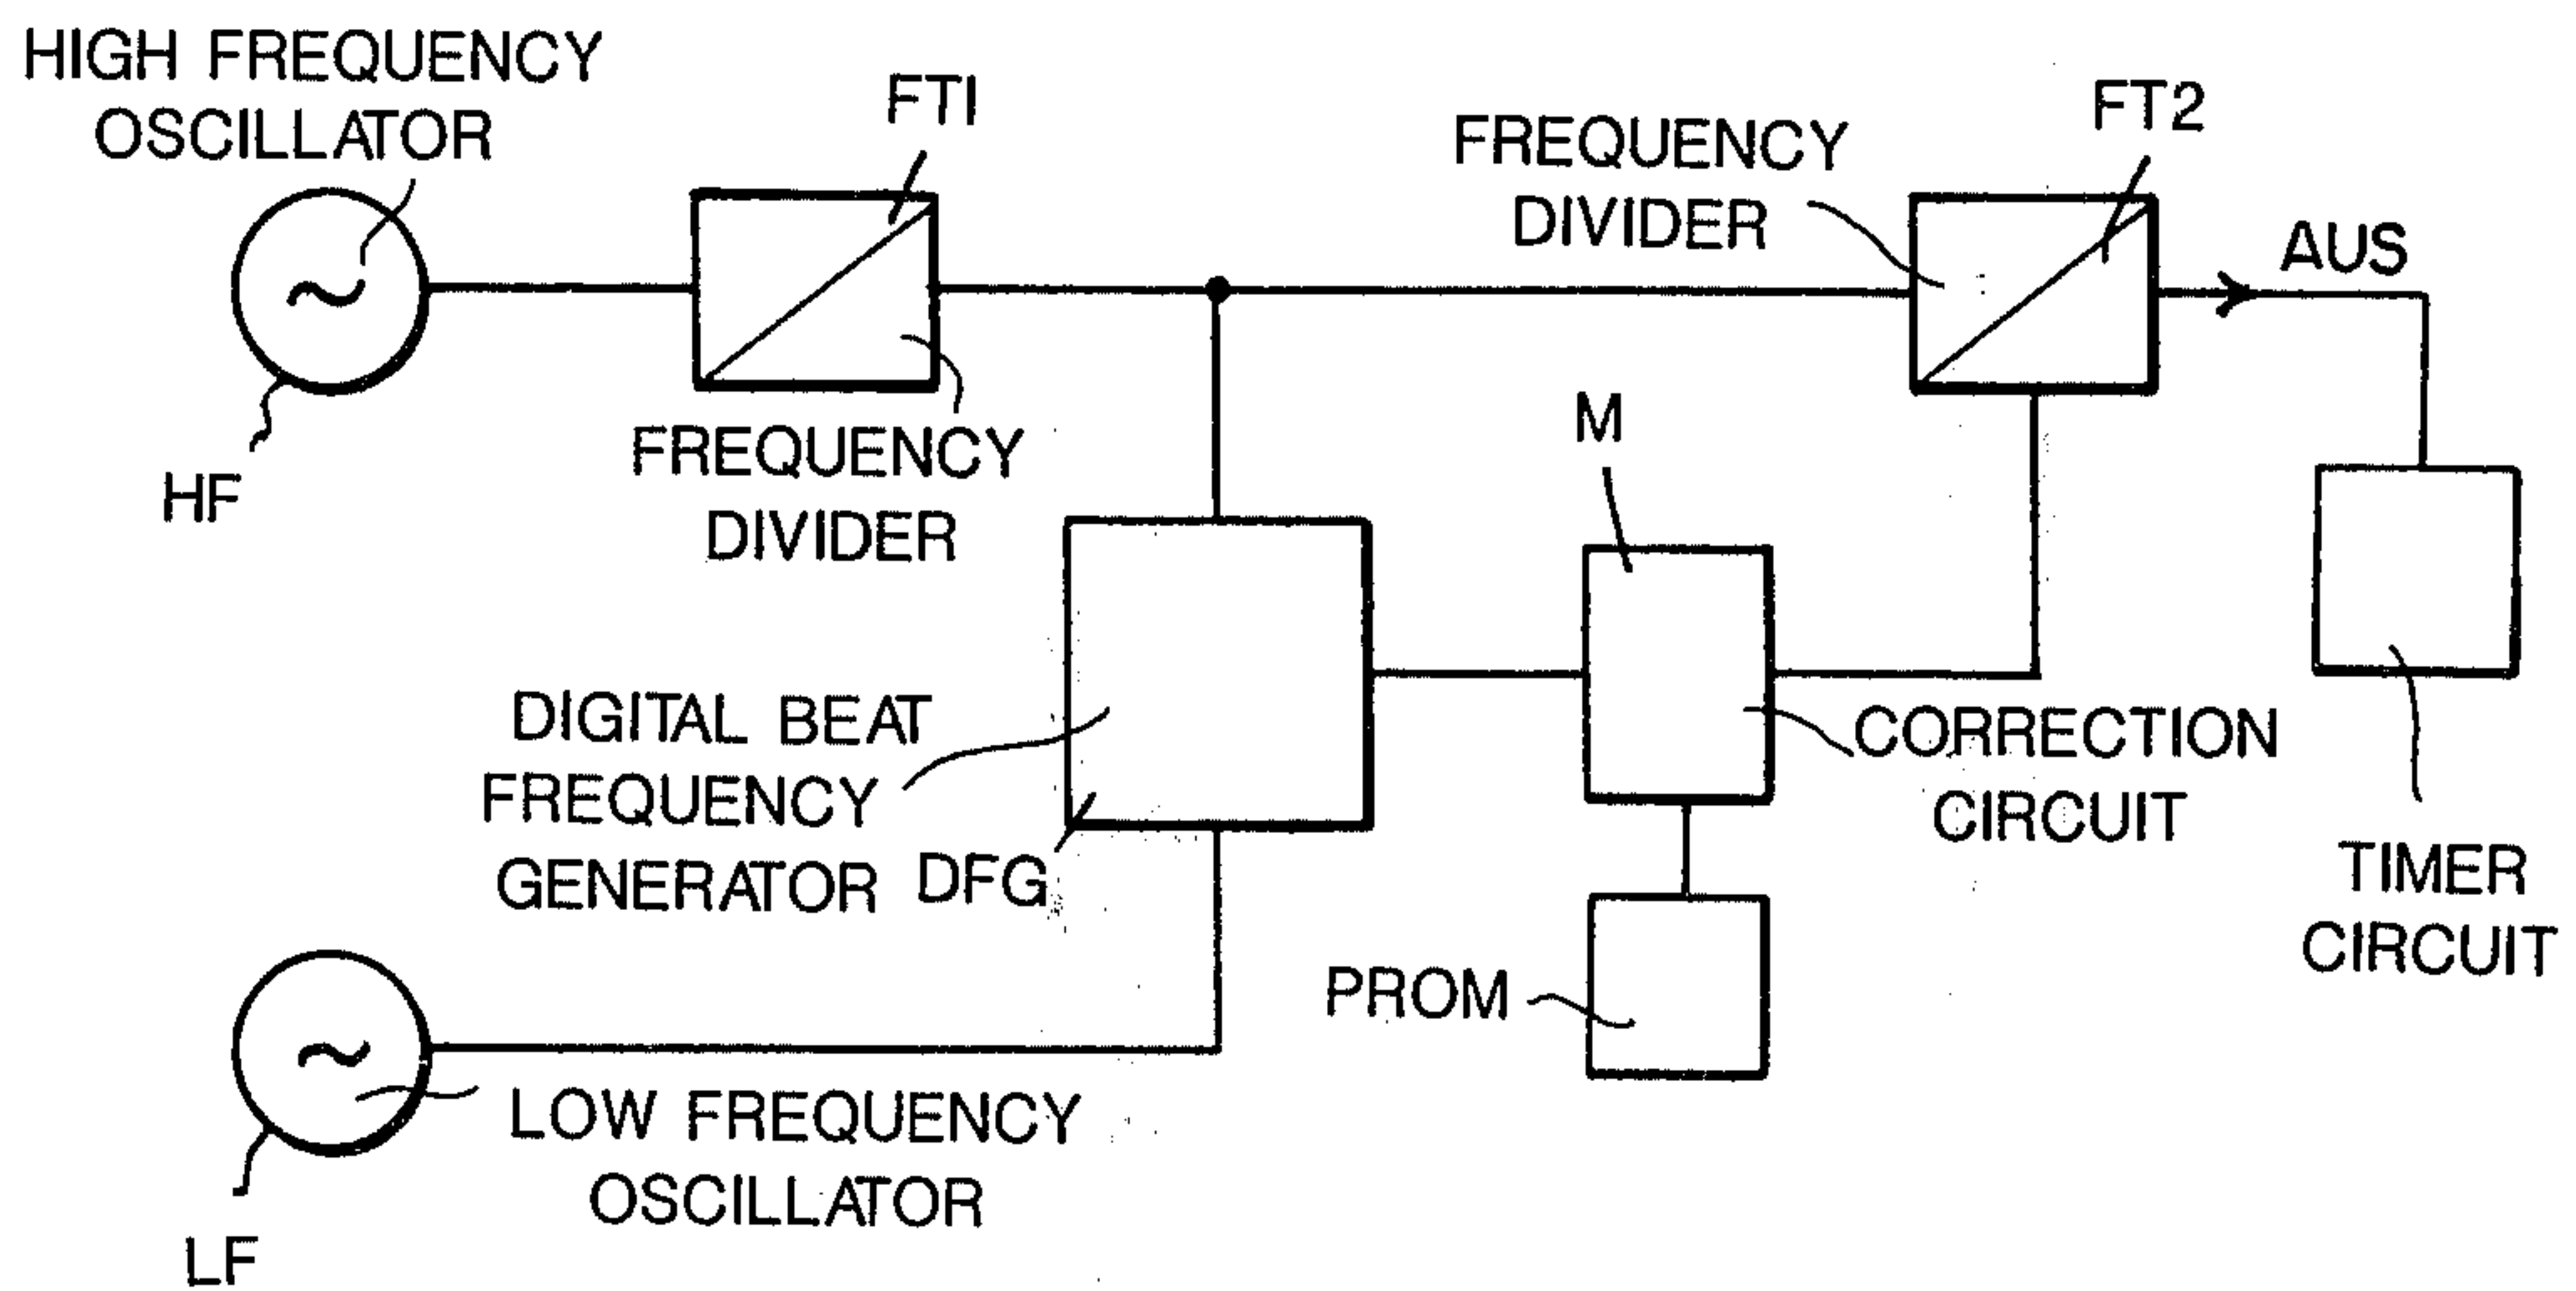 HIGH FREQUENCY
OSCILLATOR
HF
FT1
FREQUENCY
DIVIDER
FREQUENCY
DIVIDER
FT2
AUS
M
DIGITAL BEAT
FREQUENCY
GENERATOR
DFG
CORRECTION
CIRCUIT
TIMER
CIRCUIT
PROM
LOW FREQUENCY
OSCILLATOR
LF